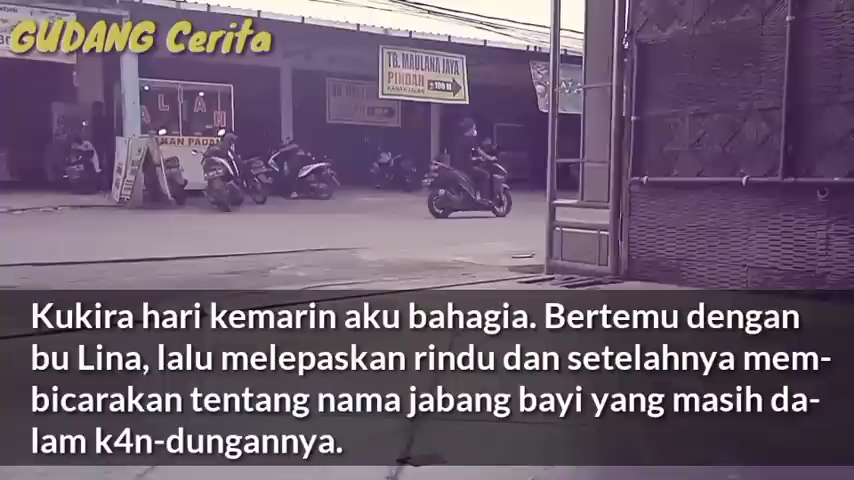 GUDANG Cerita
TB. MAULANA JAYA
PINDAH
± 100 M
Kukira hari kemarin aku bahagia. Bertemu dengan
bu Lina, lalu melepaskan rindu dan setelahnya mem-
bicarakan tentang nama jabang bayi yang masih da-
lam k4n-dungannya.